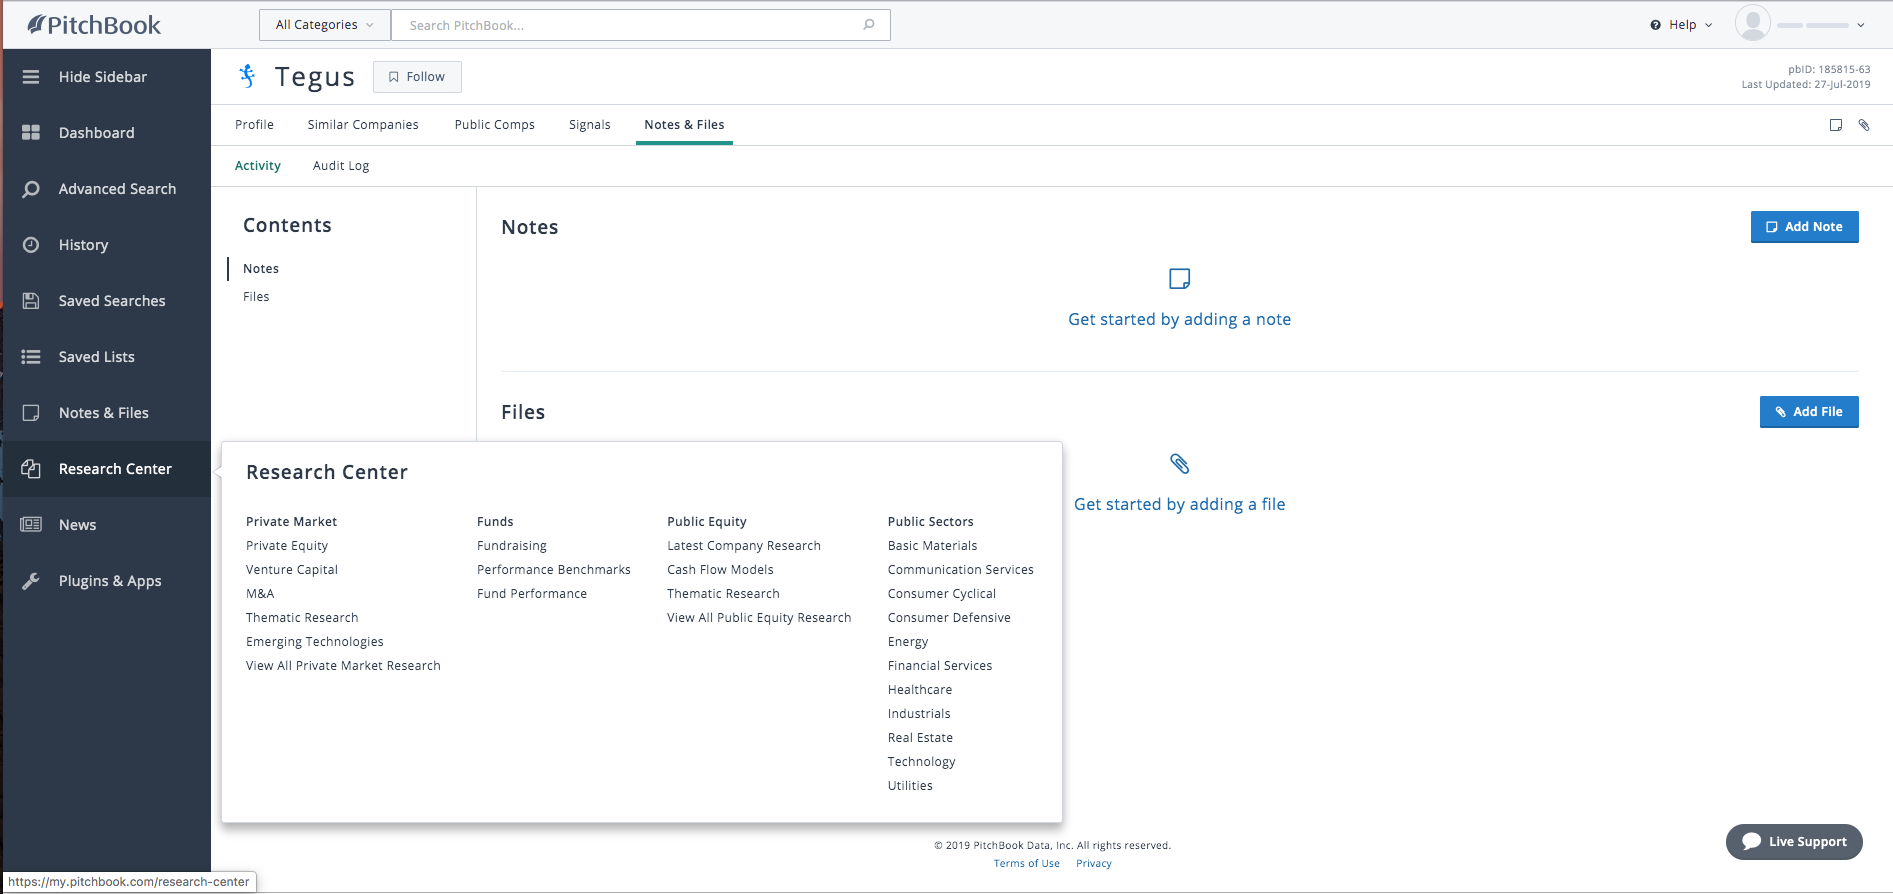 PitchBook
All Categories
Search PitchBook...
Help
Hide Sidebar
Dashboard
Advanced Search
History
Saved Searches
Saved Lists
Notes & Files
Research Center
News
Plugins & Apps
Tegus
Follow
pbID: 185815-63
Last Updated: 27-Jul-2019
Profile Similar Companies Public Comps Signals Notes & Files
Activity Audit Log
Contents
Notes
Files
Notes
Add Note
Get started by adding a note
Files
Add File
Get started by adding a file
Research Center
Private Market
Private Equity
Venture Capital
M&A
Thematic Research
Emerging Technologies
View All Private Market Research
Funds
Fundraising
Performance Benchmarks
Fund Performance
Public Equity
Latest Company Research
Cash Flow Models
Thematic Research
View All Public Equity Research
Public Sectors
Basic Materials
Communication Services
Consumer Cyclical
Consumer Defensive
Energy
Financial Services
Healthcare
Industrials
Real Estate
Technology
Utilities
© 2019 PitchBook Data, Inc. All rights reserved.
Terms of Use Privacy
Live Support
https://my.pitchbook.com/research-center